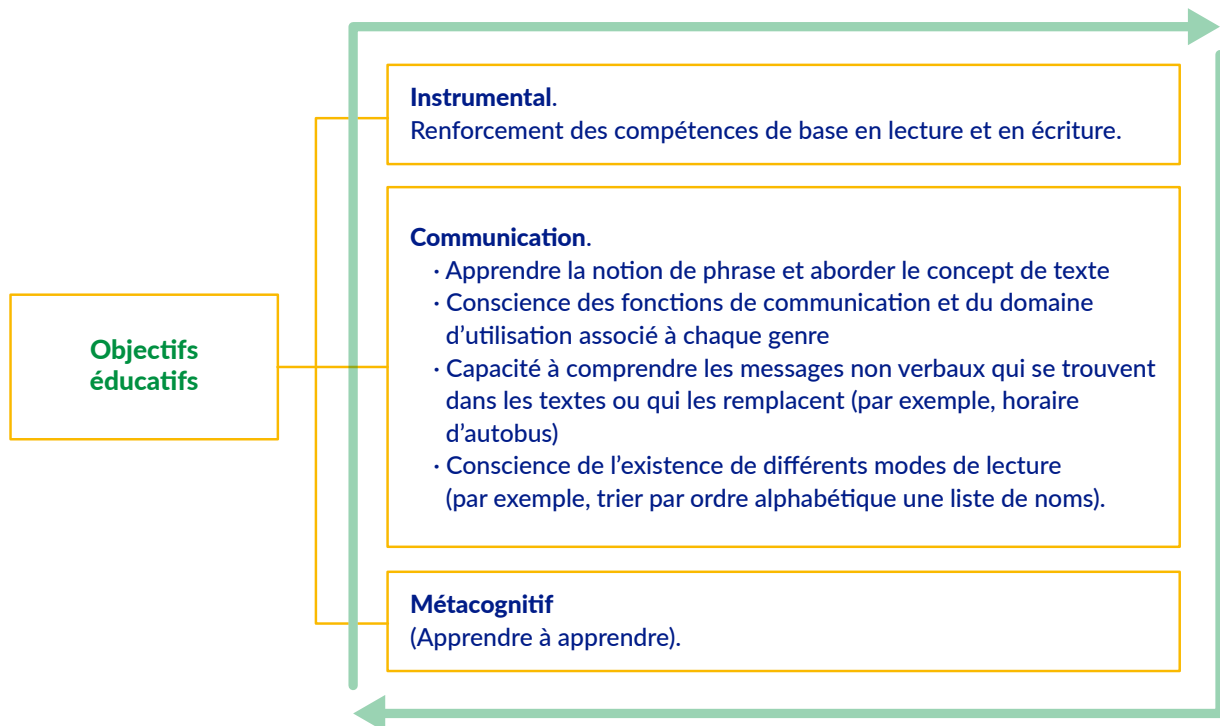 Instrumental.
Renforcement des compétences de base en lecture et en écriture.
Communication.
· Apprendre la notion de phrase et aborder le concept de texte
· Conscience des fonctions de communication et du domaine
d’utilisation associé à chaque genre
· Capacité à comprendre les messages non verbaux qui se trouvent
dans les textes ou qui les remplacent (par exemple, horaire
d’autobus)
· Conscience de l’existence de différents modes de lecture
(par exemple, trier par ordre alphabétique une liste de noms).
Objectifs
éducatifs
Métacognitif
(Apprendre à apprendre).